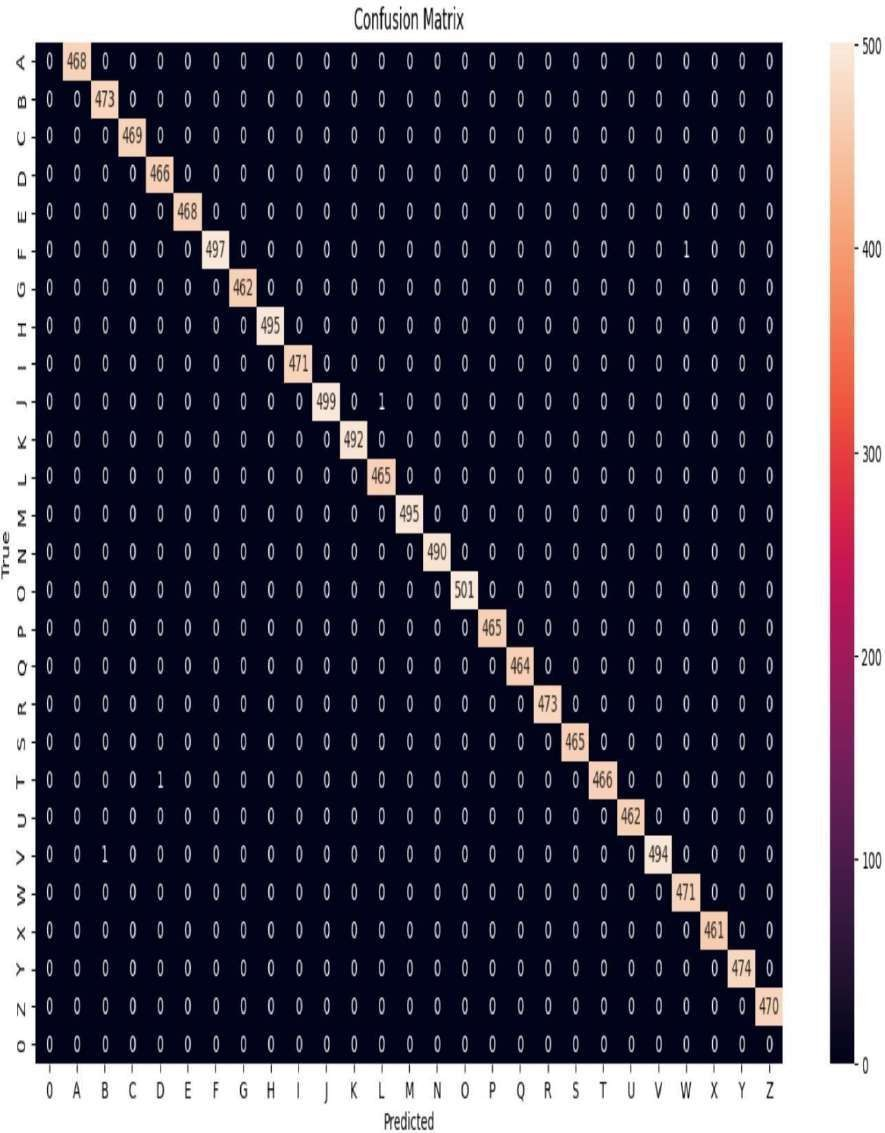 Confusion Matrix
A 0 468 0 0 0 0 0 0 0 0 0 0 0 0 0 0 0 0 0 0 0 0 0 0 0 0 0
B 0 0 473 0 0 0 0 0 0 0 0 0 0 0 0 0 0 0 0 0 0 0 0 0 0 0 0
C 0 0 0 469 0 0 0 0 0 0 0 0 0 0 0 0 0 0 0 0 0 0 0 0 0 0 0
D 0 0 0 0 466 0 0 0 0 0 0 0 0 0 0 0 0 0 0 0 0 0 0 0 0 0 0
E 0 0 0 0 0 468 0 0 0 0 0 0 0 0 0 0 0 0 0 0 0 0 0 0 0 0 0
F 0 0 0 0 0 0 497 0 0 0 0 0 0 0 0 0 0 0 0 0 0 0 0 1 0 0 0
G 0 0 0 0 0 0 0 462 0 0 0 0 0 0 0 0 0 0 0 0 0 0 0 0 0 0 0
H 0 0 0 0 0 0 0 0 495 0 0 0 0 0 0 0 0 0 0 0 0 0 0 0 0 0 0
I 0 0 0 0 0 0 0 0 0 471 0 0 0 0 0 0 0 0 0 0 0 0 0 0 0 0 0
J 0 0 0 0 0 0 0 0 0 0 499 0 1 0 0 0 0 0 0 0 0 0 0 0 0 0 0
K 0 0 0 0 0 0 0 0 0 0 0 492 0 0 0 0 0 0 0 0 0 0 0 0 0 0 0
L 0 0 0 0 0 0 0 0 0 0 0 0 465 0 0 0 0 0 0 0 0 0 0 0 0 0 0
M 0 0 0 0 0 0 0 0 0 0 0 0 0 495 0 0 0 0 0 0 0 0 0 0 0 0 0
N 0 0 0 0 0 0 0 0 0 0 0 0 0 0 490 0 0 0 0 0 0 0 0 0 0 0 0
O 0 0 0 0 0 0 0 0 0 0 0 0 0 0 0 501 0 0 0 0 0 0 0 0 0 0 0
P 0 0 0 0 0 0 0 0 0 0 0 0 0 0 0 0 465 0 0 0 0 0 0 0 0 0 0
Q 0 0 0 0 0 0 0 0 0 0 0 0 0 0 0 0 0 464 0 0 0 0 0 0 0 0 0
R 0 0 0 0 0 0 0 0 0 0 0 0 0 0 0 0 0 0 473 0 0 0 0 0 0 0 0
S 0 0 0 0 0 0 0 0 0 0 0 0 0 0 0 0 0 0 0 465 0 0 0 0 0 0 0
T 0 0 0 0 1 0 0 0 0 0 0 0 0 0 0 0 0 0 0 0 466 0 0 0 0 0 0
U 0 0 0 0 0 0 0 0 0 0 0 0 0 0 0 0 0 0 0 0 0 462 0 0 0 0 0
V 0 0 1 0 0 0 0 0 0 0 0 0 0 0 0 0 0 0 0 0 0 0 494 0 0 0 0
W 0 0 0 0 0 0 0 0 0 0 0 0 0 0 0 0 0 0 0 0 0 0 0 471 0 0 0
X 0 0 0 0 0 0 0 0 0 0 0 0 0 0 0 0 0 0 0 0 0 0 0 0 461 0 0
Y 0 0 0 0 0 0 0 0 0 0 0 0 0 0 0 0 0 0 0 0 0 0 0 0 0 474 0
Z 0 0 0 0 0 0 0 0 0 0 0 0 0 0 0 0 0 0 0 0 0 0 0 0 0 0 470
0 0 0 0 0 0 0 0 0 0 0 0 0 0 0 0 0 0 0 0 0 0 0 0 0 0 0 0
0 A B C D E F G H I J K L M N O P Q R S T U V W X Y Z
Predicted
True
500
400
300
200
100
0